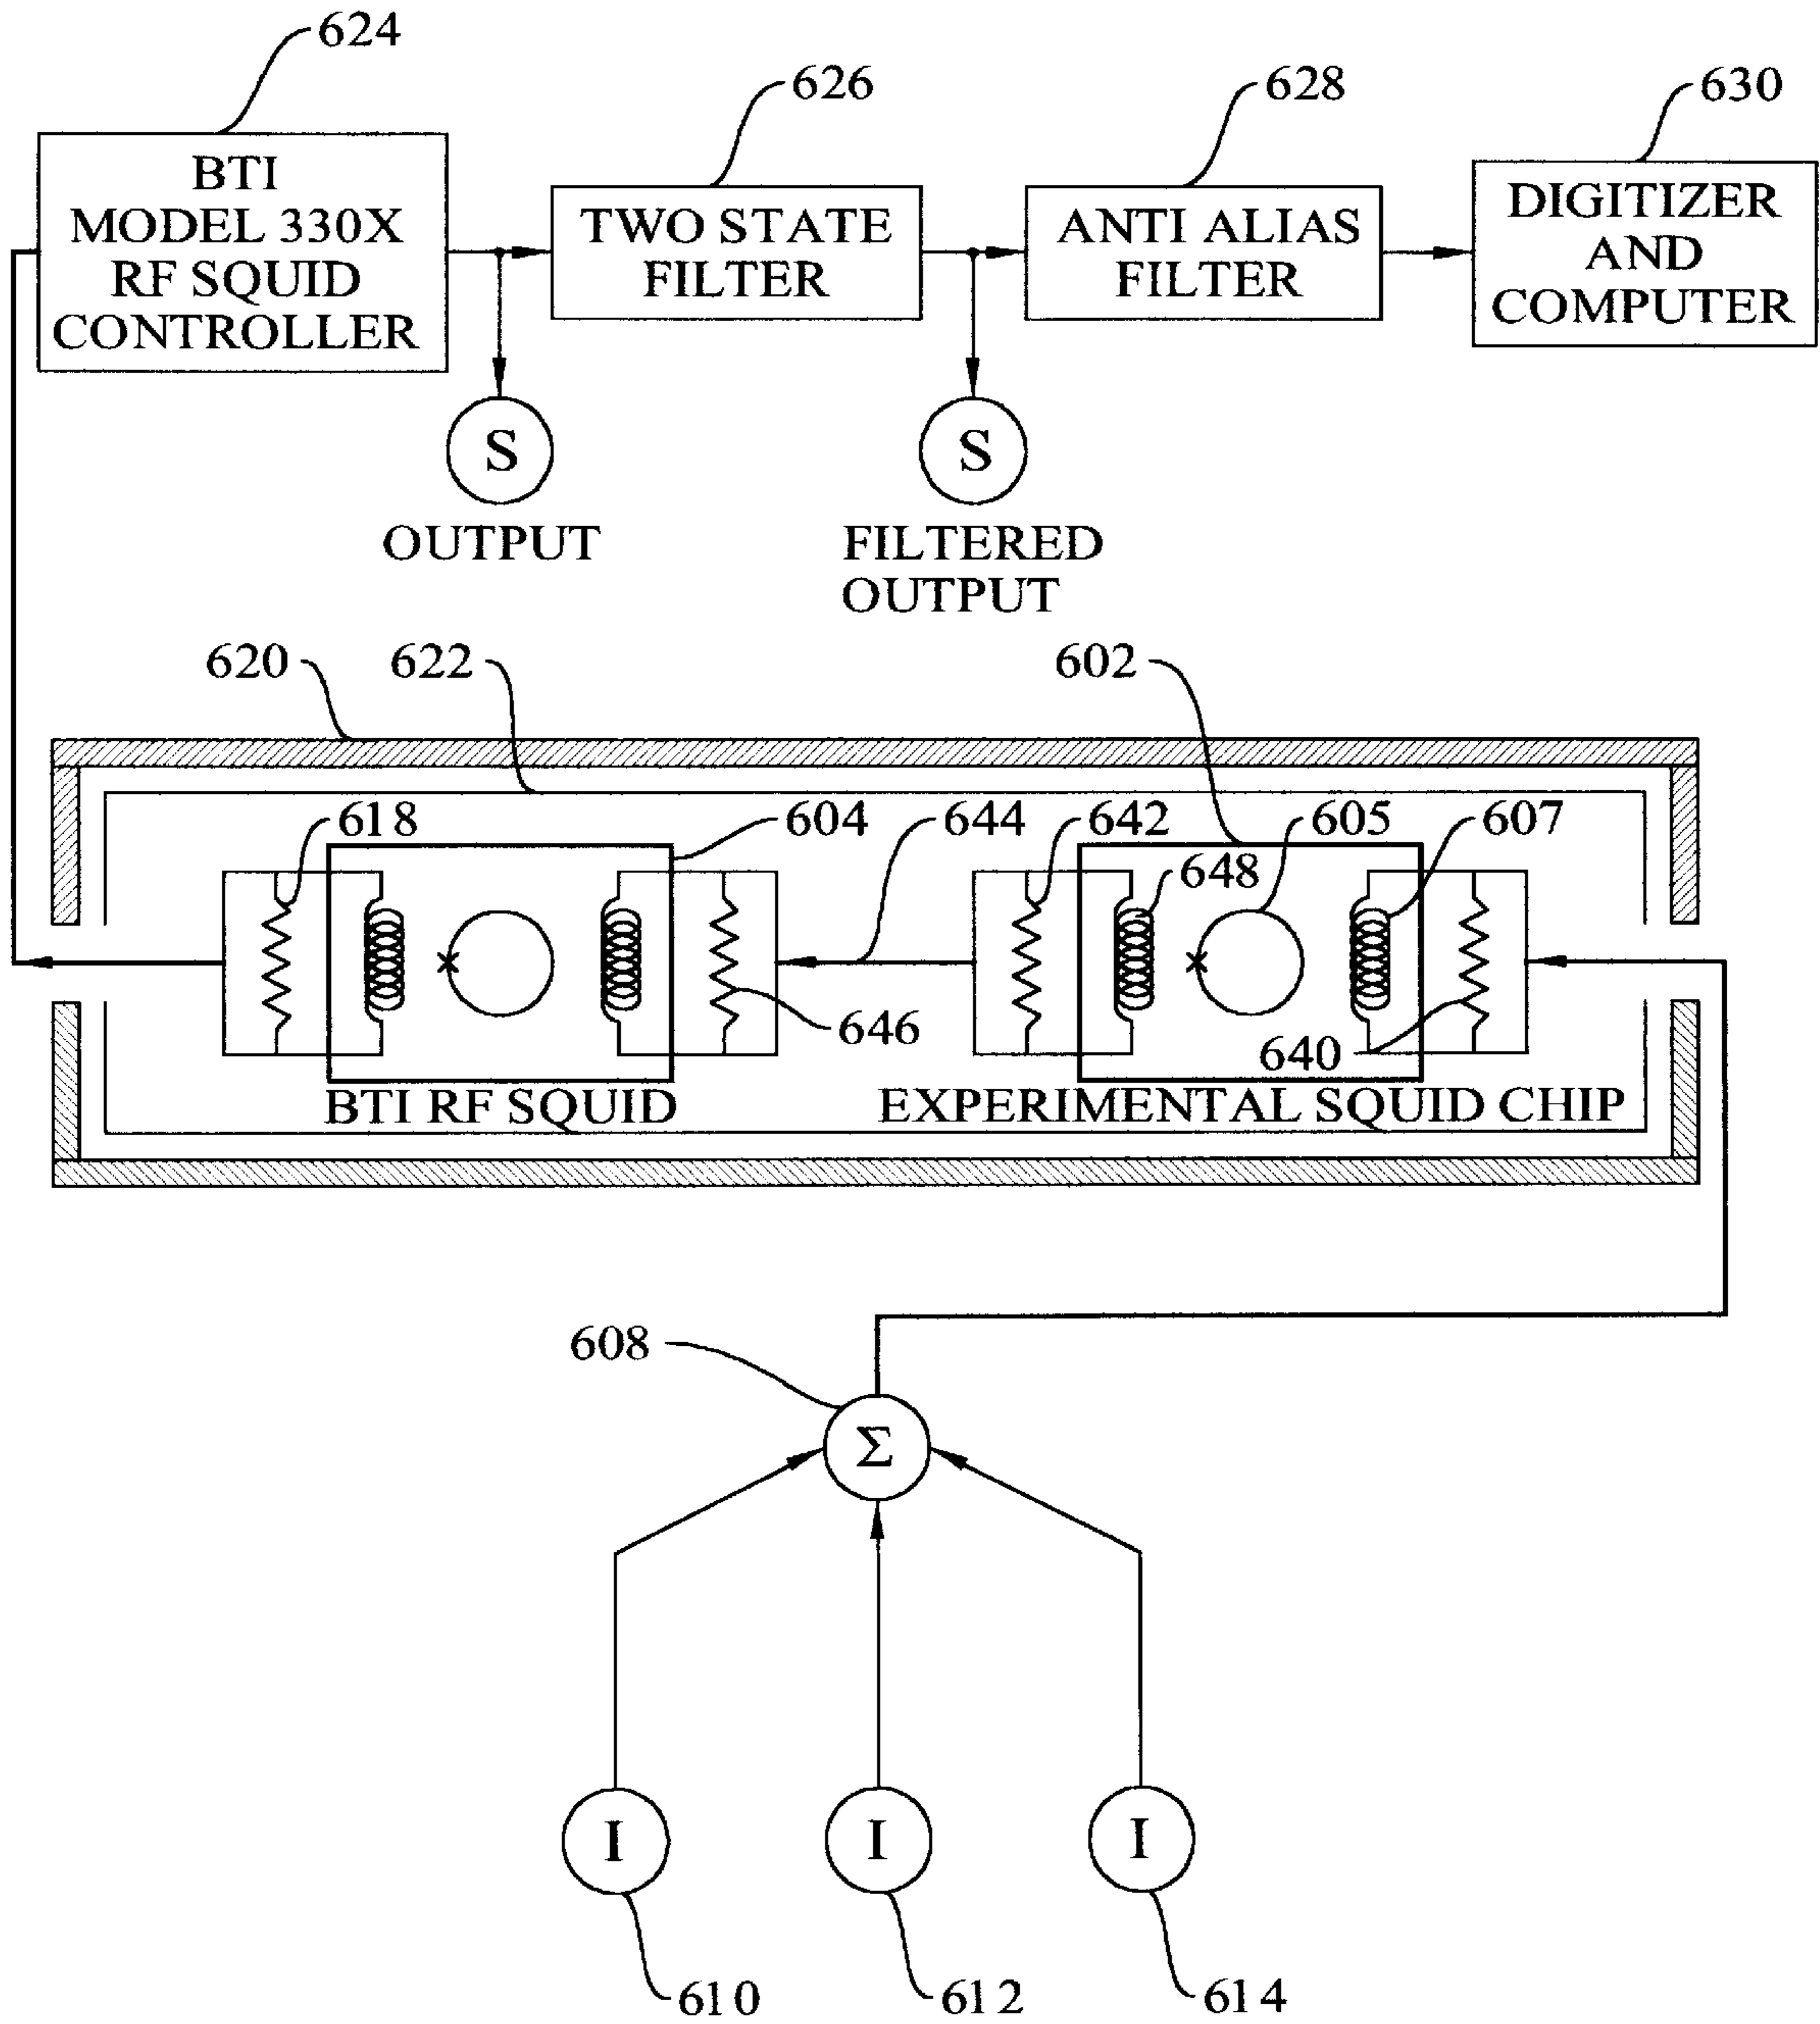 624
626
628
630
BTI
MODEL 330X
RF SQUID
CONTROLLER
TWO STATE
FILTER
ANTI ALIAS
FILTER
DIGITIZER
AND
COMPUTER
S
S
OUTPUT
FILTERED
OUTPUT
620
622
602
618
604
644
642
605
607
648
646
640
BTI RF SQUID
EXPERIMENTAL SQUID CHIP
608
Σ
I
I
I
610
612
614